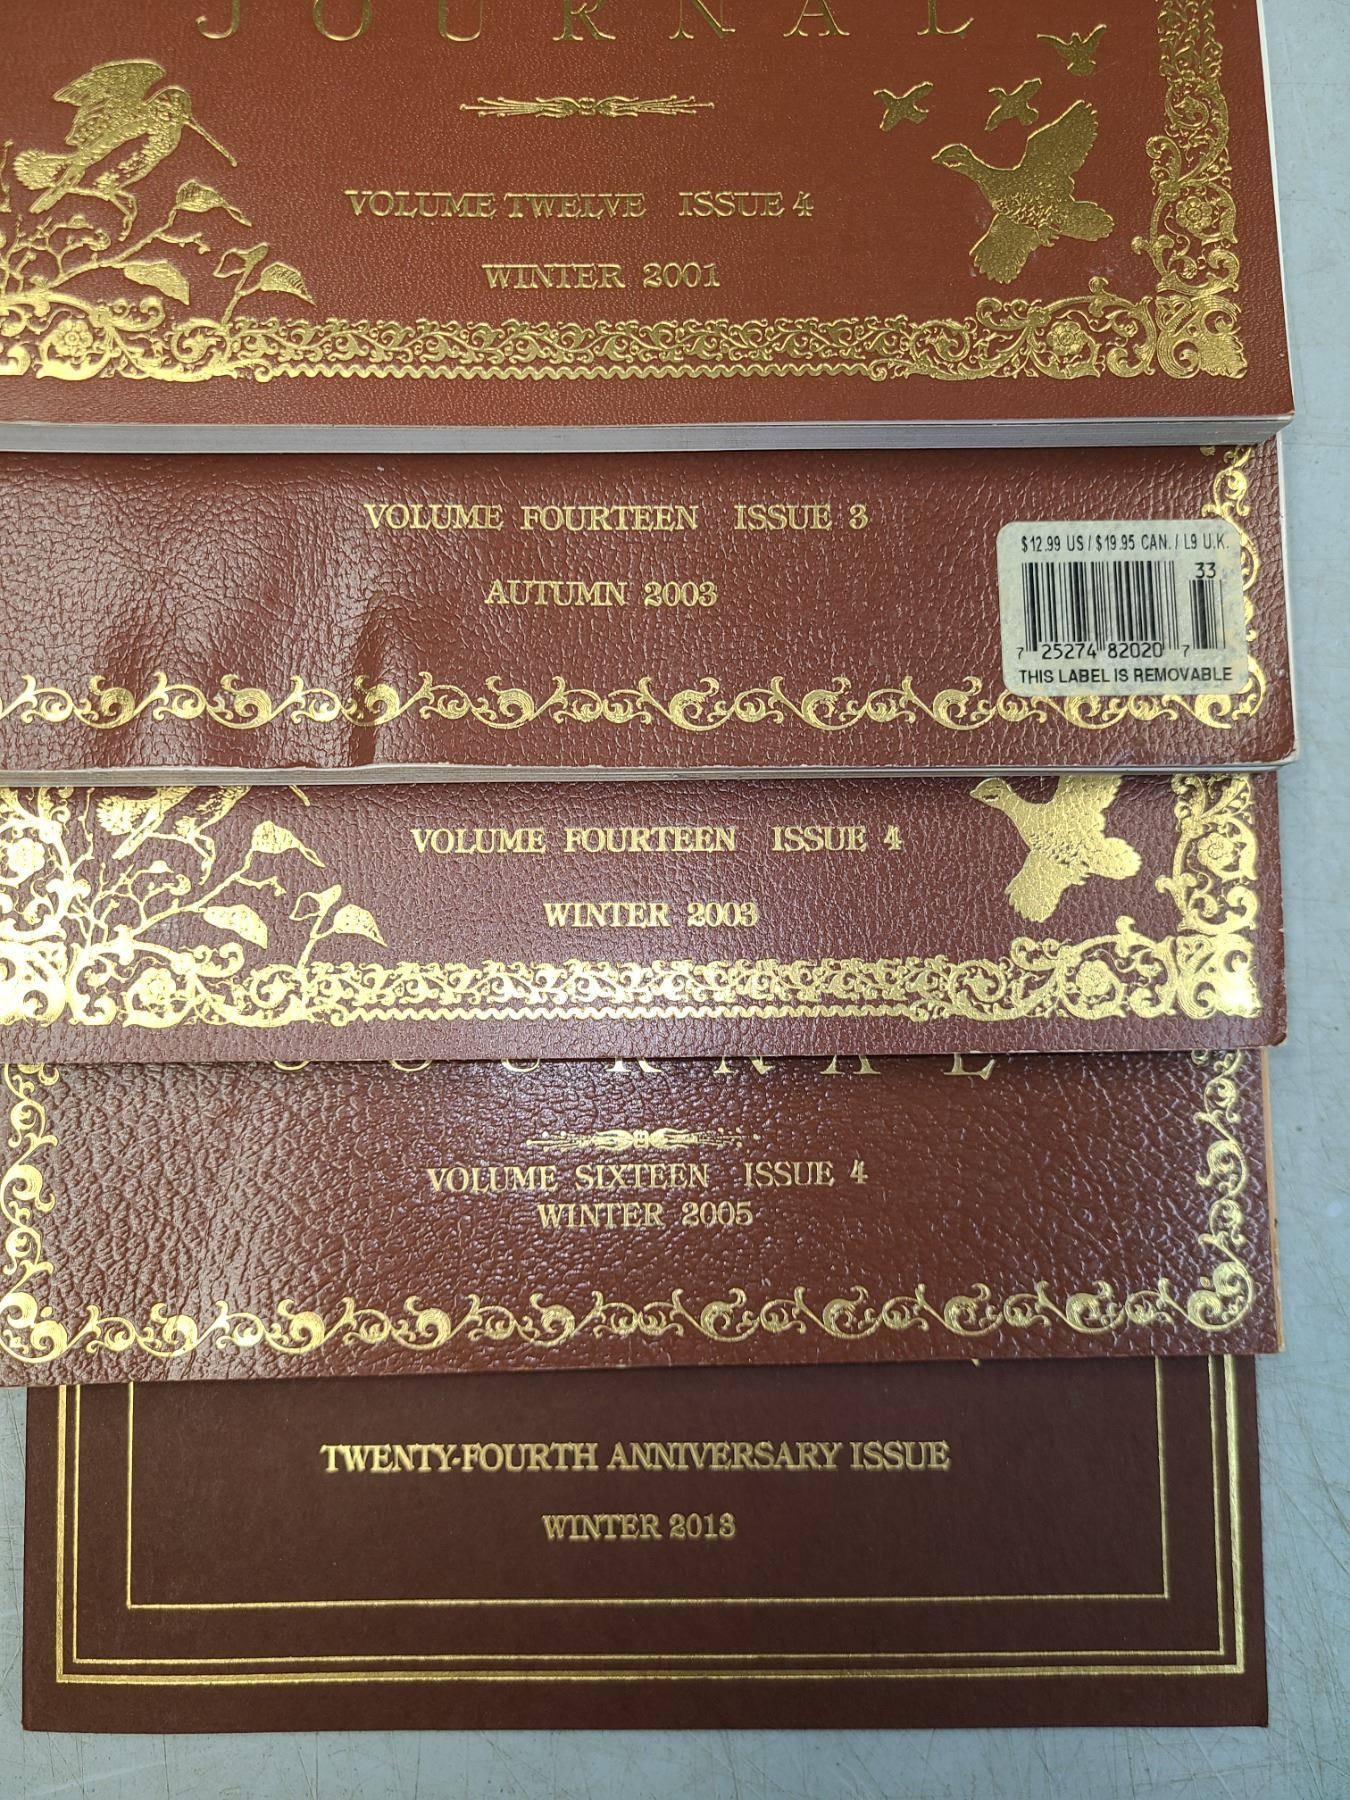 JOURNAL
VOLUME TWELVE ISSUE 4
WINTER 2001
VOLUME FOURTEEN ISSUE 3
AUTUMN 2003
$12.99 US / $19.95 CAN. / L9 U.K.
33
7 25274 82020 7
THIS LABEL IS REMOVABLE
VOLUME FOURTEEN ISSUE 4
WINTER 2003
JOURNAL
VOLUME SIXTEEN ISSUE 4
WINTER 2005
TWENTY-FOURTH ANNIVERSARY ISSUE
WINTER 2013